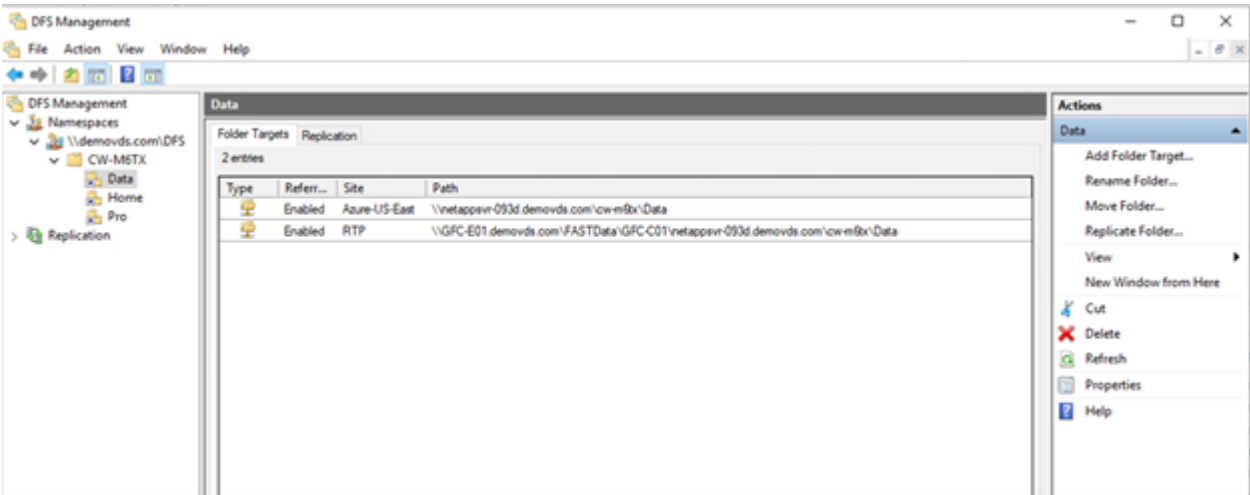 DFS Management
File Action View Window Help
DFS Management
Namespaces
\\demovds.com\DFS
CW-M6TX
Data
Home
Pro
Replication
Data
Folder Targets Replication
2 entries
Type Referr... Site Path
Enabled Azure-US-East \\netappsvr-093d.demovds.com\cw-m6tx\Data
Enabled RTP \\GFC-E01.demovds.com\FASTData\GFC-C01\netappsvr-093d.demovds.com\cw-m6tx\Data
Actions
Data
Add Folder Target...
Rename Folder...
Move Folder...
Replicate Folder...
View
New Window from Here
Cut
Delete
Refresh
Properties
Help